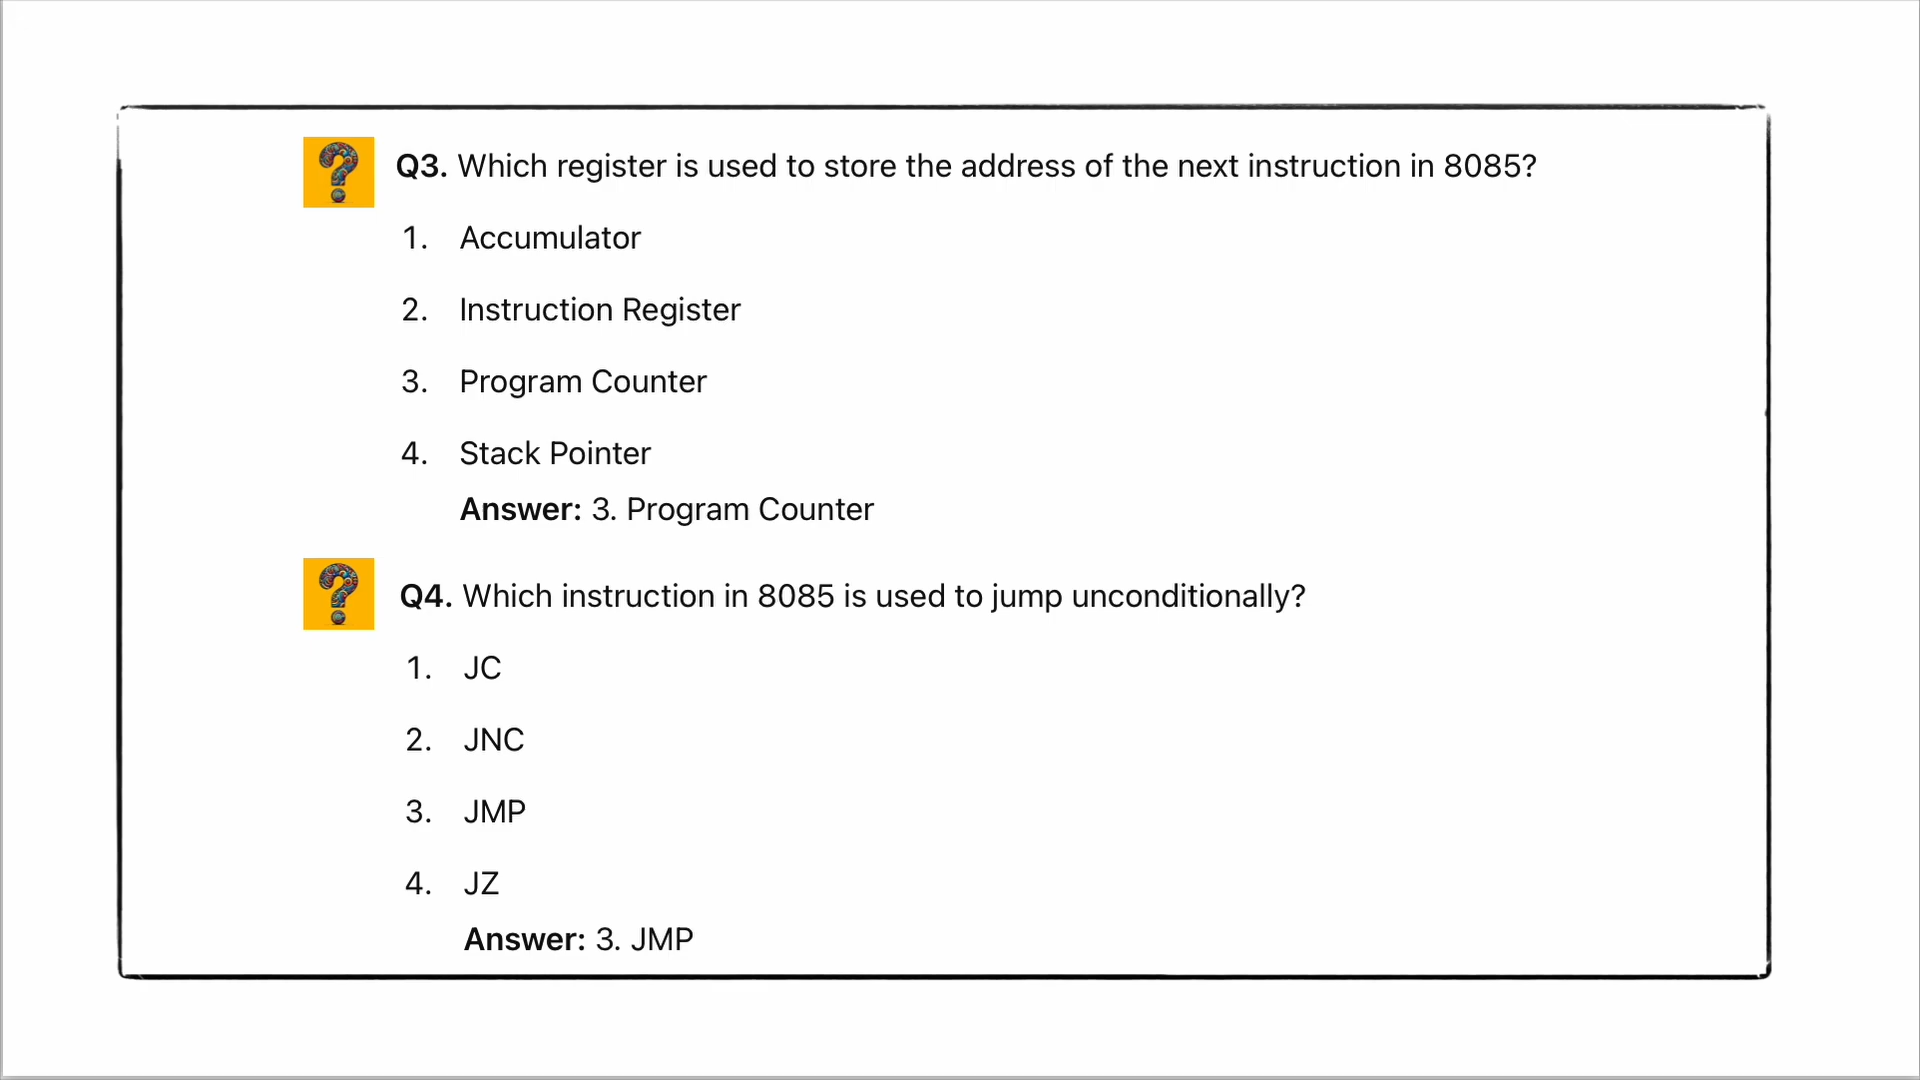 Q3. Which register is used to store the address of the next instruction in 8085?
1. Accumulator
2. Instruction Register
3. Program Counter
4. Stack Pointer
Answer: 3. Program Counter
Q4. Which instruction in 8085 is used to jump unconditionally?
1. JC
2. JNC
3. JMP
4. JZ
Answer: 3. JMP